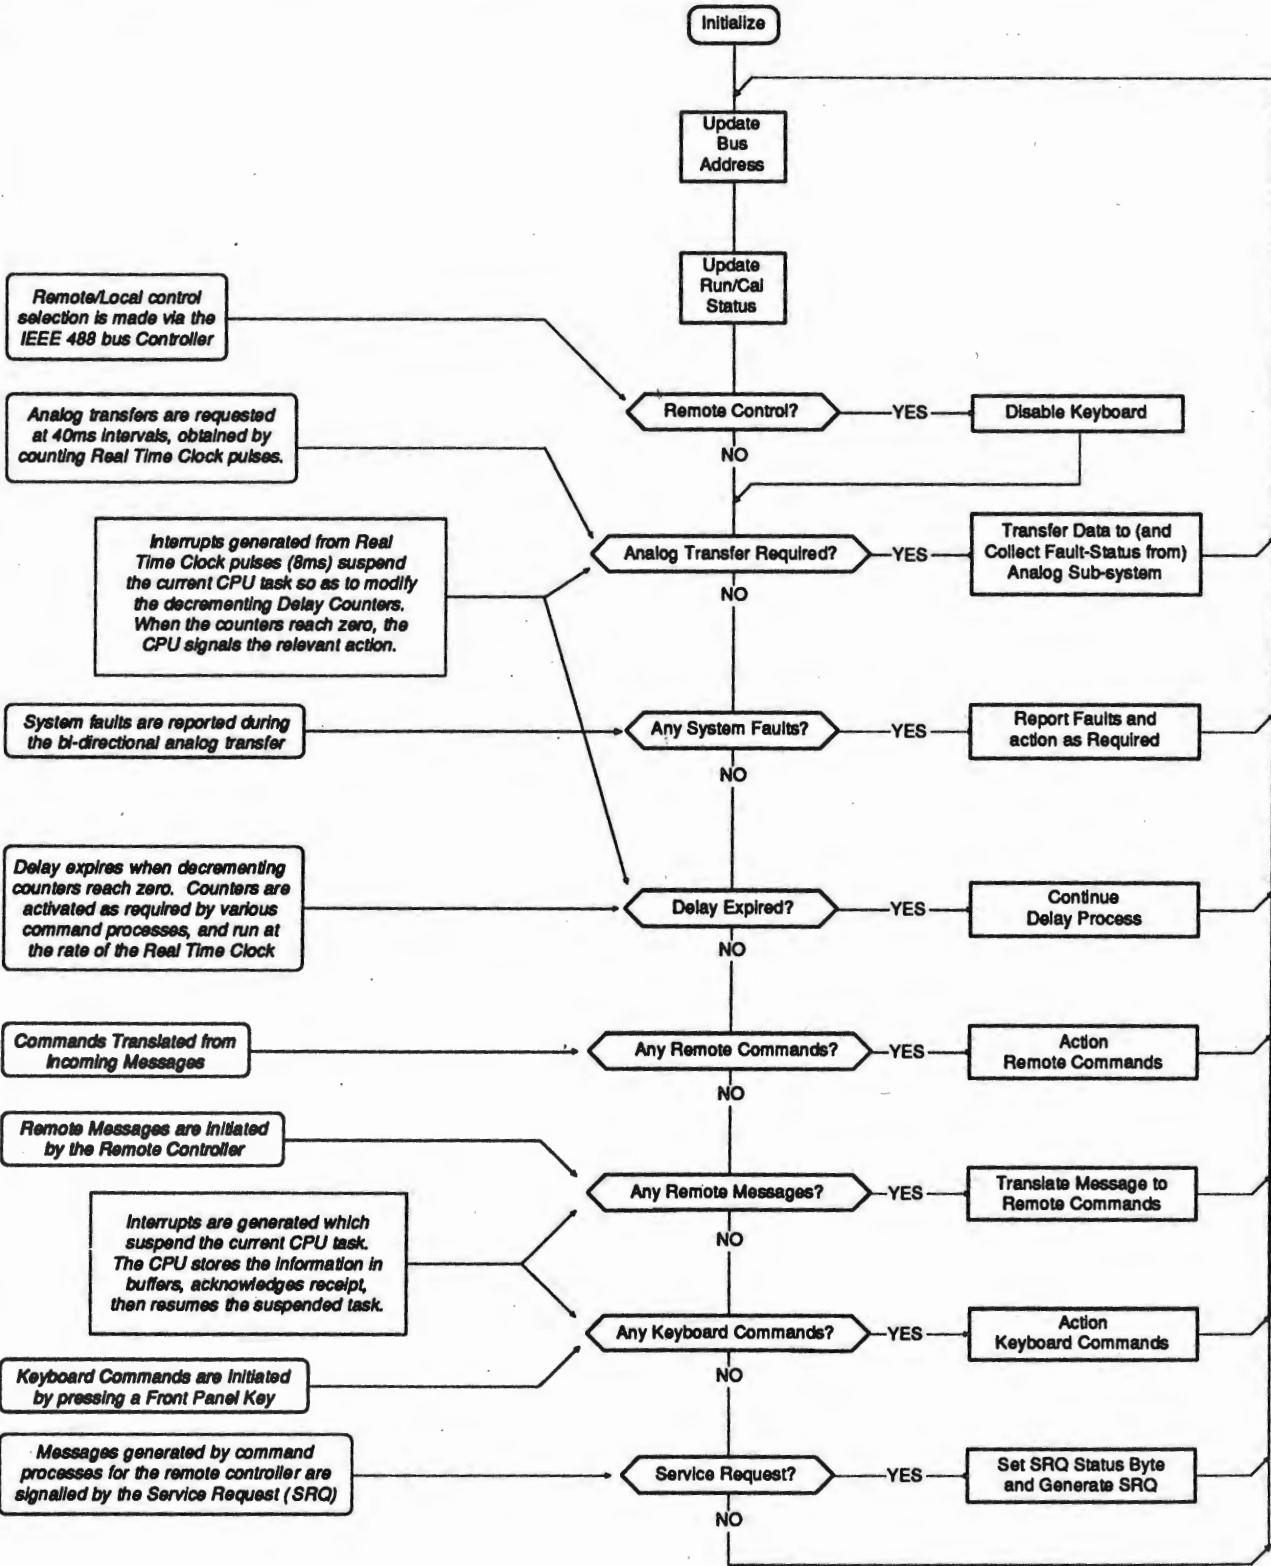 Initialize
Update
Bus
Address
Update
Run/Cal
Status
Remote/Local control
selection is made via the
IEEE 488 bus Controller
Remote Control?
YES
Disable Keyboard
NO
Analog transfers are requested
at 40ms intervals, obtained by
counting Real Time Clock pulses.
Interrupts generated from Real
Time Clock pulses (8ms) suspend
the current CPU task so as to modify
the decrementing Delay Counters.
When the counters reach zero, the
CPU signals the relevant action.
Analog Transfer Required?
YES
Transfer Data to (and
Collect Fault-Status from)
Analog Sub-system
NO
System faults are reported during
the bi-directional analog transfer
Any System Faults?
YES
Report Faults and
action as Required
NO
Delay expires when decrementing
counters reach zero. Counters are
activated as required by various
command processes, and run at
the rate of the Real Time Clock
Delay Expired?
YES
Continue
Delay Process
NO
Commands Translated from
Incoming Messages
Any Remote Commands?
YES
Action
Remote Commands
NO
Remote Messages are Initiated
by the Remote Controller
Any Remote Messages?
YES
Translate Message to
Remote Commands
NO
Interrupts are generated which
suspend the current CPU task.
The CPU stores the information in
buffers, acknowledges receipt,
then resumes the suspended task.
Any Keyboard Commands?
YES
Action
Keyboard Commands
NO
Keyboard Commands are Initiated
by pressing a Front Panel Key
Messages generated by command
processes for the remote controller are
signalled by the Service Request (SRQ)
Service Request?
YES
Set SRQ Status Byte
and Generate SRQ
NO